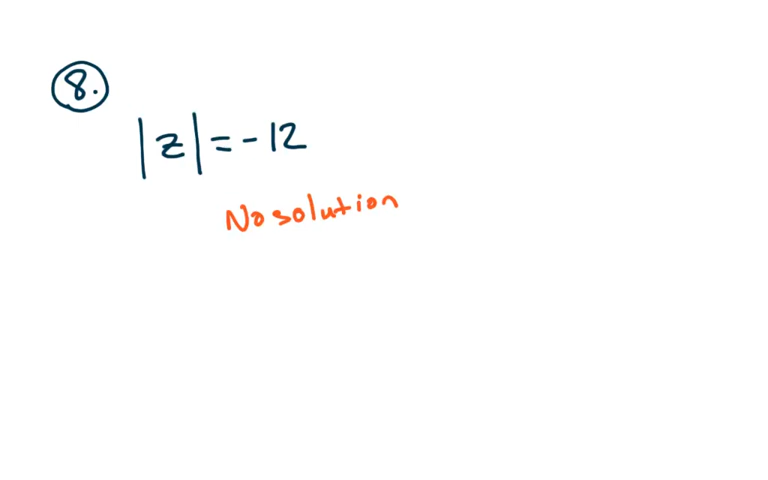 8.
|z| = -12
No solution